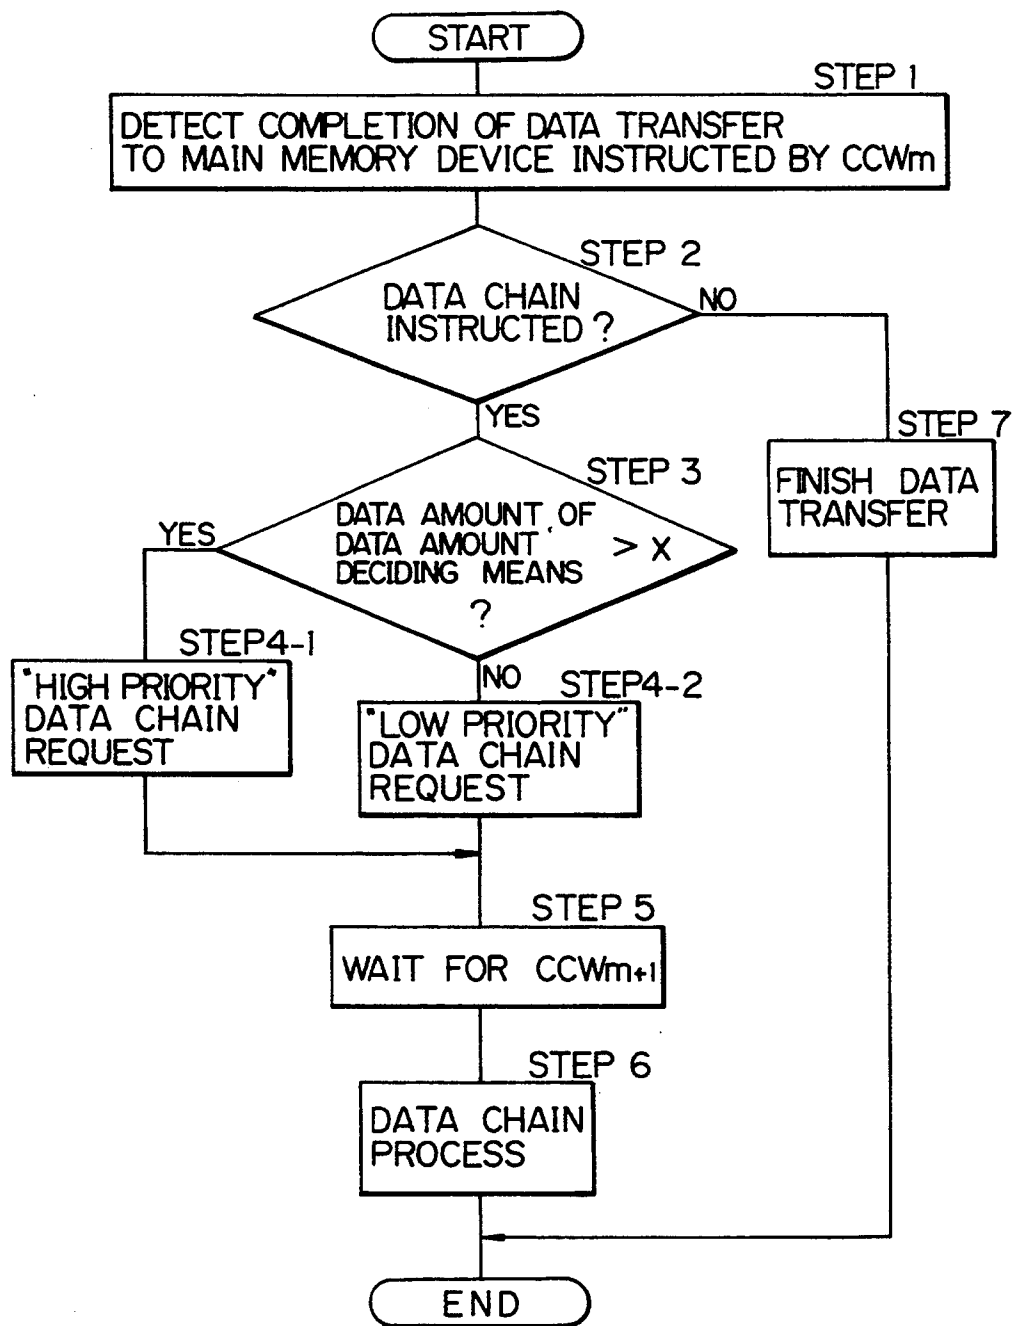 START
STEP 1
DETECT COMPLETION OF DATA TRANSFER
TO MAIN MEMORY DEVICE INSTRUCTED BY CCWm
STEP 2
DATA CHAIN
INSTRUCTED ?
NO
YES
STEP 7
FINISH DATA
TRANSFER
STEP 3
DATA AMOUNT OF
DATA AMOUNT
DECIDING MEANS
> X
?
YES
STEP4-1
"HIGH PRIORITY"
DATA CHAIN
REQUEST
NO
STEP4-2
"LOW PRIORITY"
DATA CHAIN
REQUEST
STEP 5
WAIT FOR CCWm+1
STEP 6
DATA CHAIN
PROCESS
END